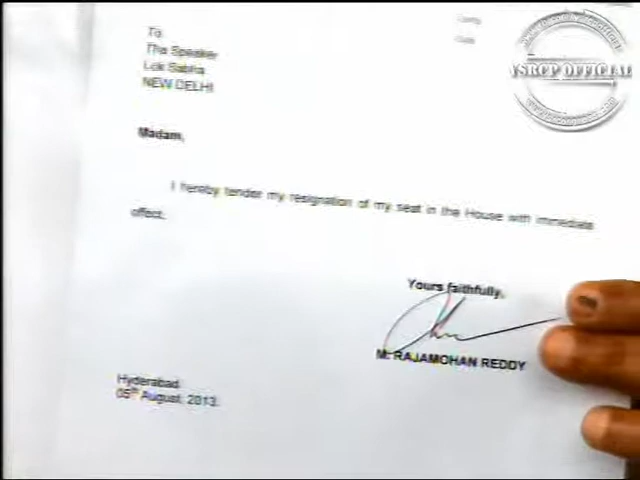 To
The Speaker
Lok Sabha
NEW DELHI
Madam,
I hereby tender my resignation of my seat in the House with immediate
effect.
Yours faithfully,
M. RAJAMOHAN REDDY
Hyderabad
05th August, 2013.
YSRCP OFFICIAL